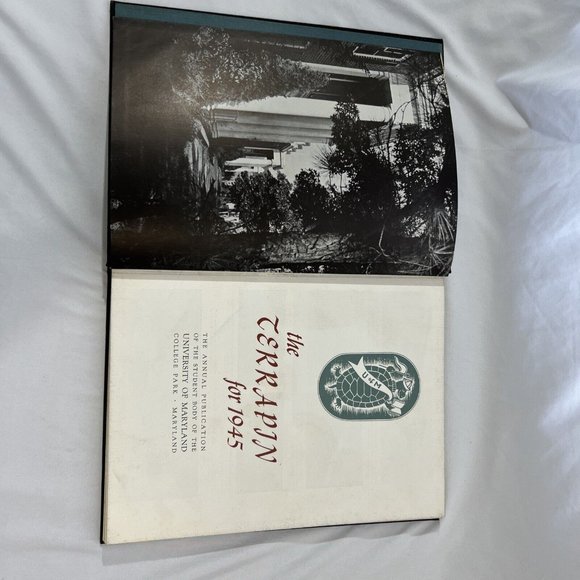 U of M
the
TERRAPIN
for 1945
THE ANNUAL PUBLICATION
OF THE STUDENT BODY OF THE
UNIVERSITY OF MARYLAND
COLLEGE PARK · MARYLAND